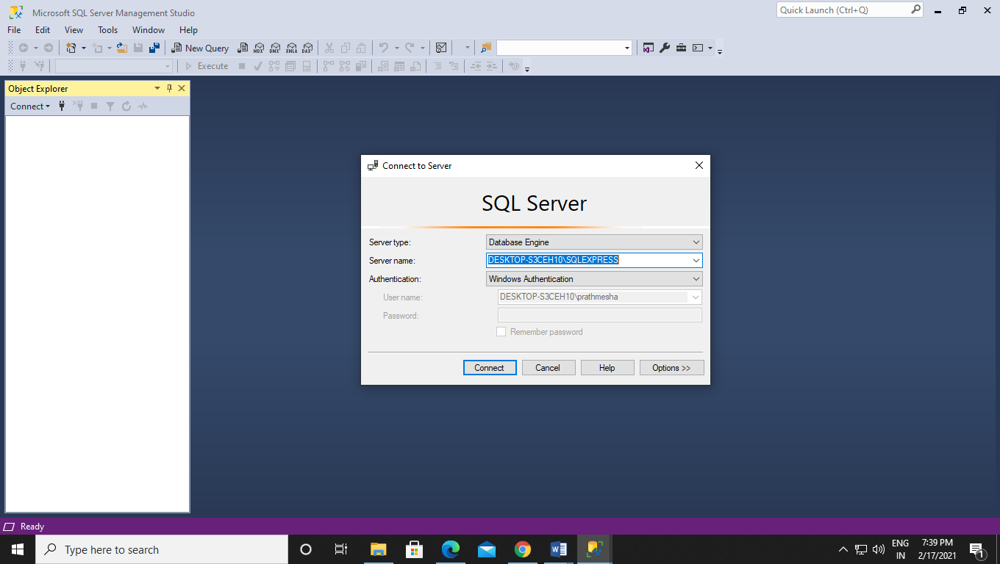 Microsoft SQL Server Management Studio
Quick Launch (Ctrl+Q)
File Edit View Tools Window Help
New Query MDX DMX XMLA DAX
Execute
Object Explorer
Connect
Connect to Server
SQL Server
Server type: Database Engine
Server name: DESKTOP-S3CEH10\SQLEXPRESS
Authentication: Windows Authentication
User name: DESKTOP-S3CEH10\prathmesha
Password:
Remember password
Connect Cancel Help Options >>
Ready
Type here to search
ENG
IN
7:39 PM
2/17/2021
1